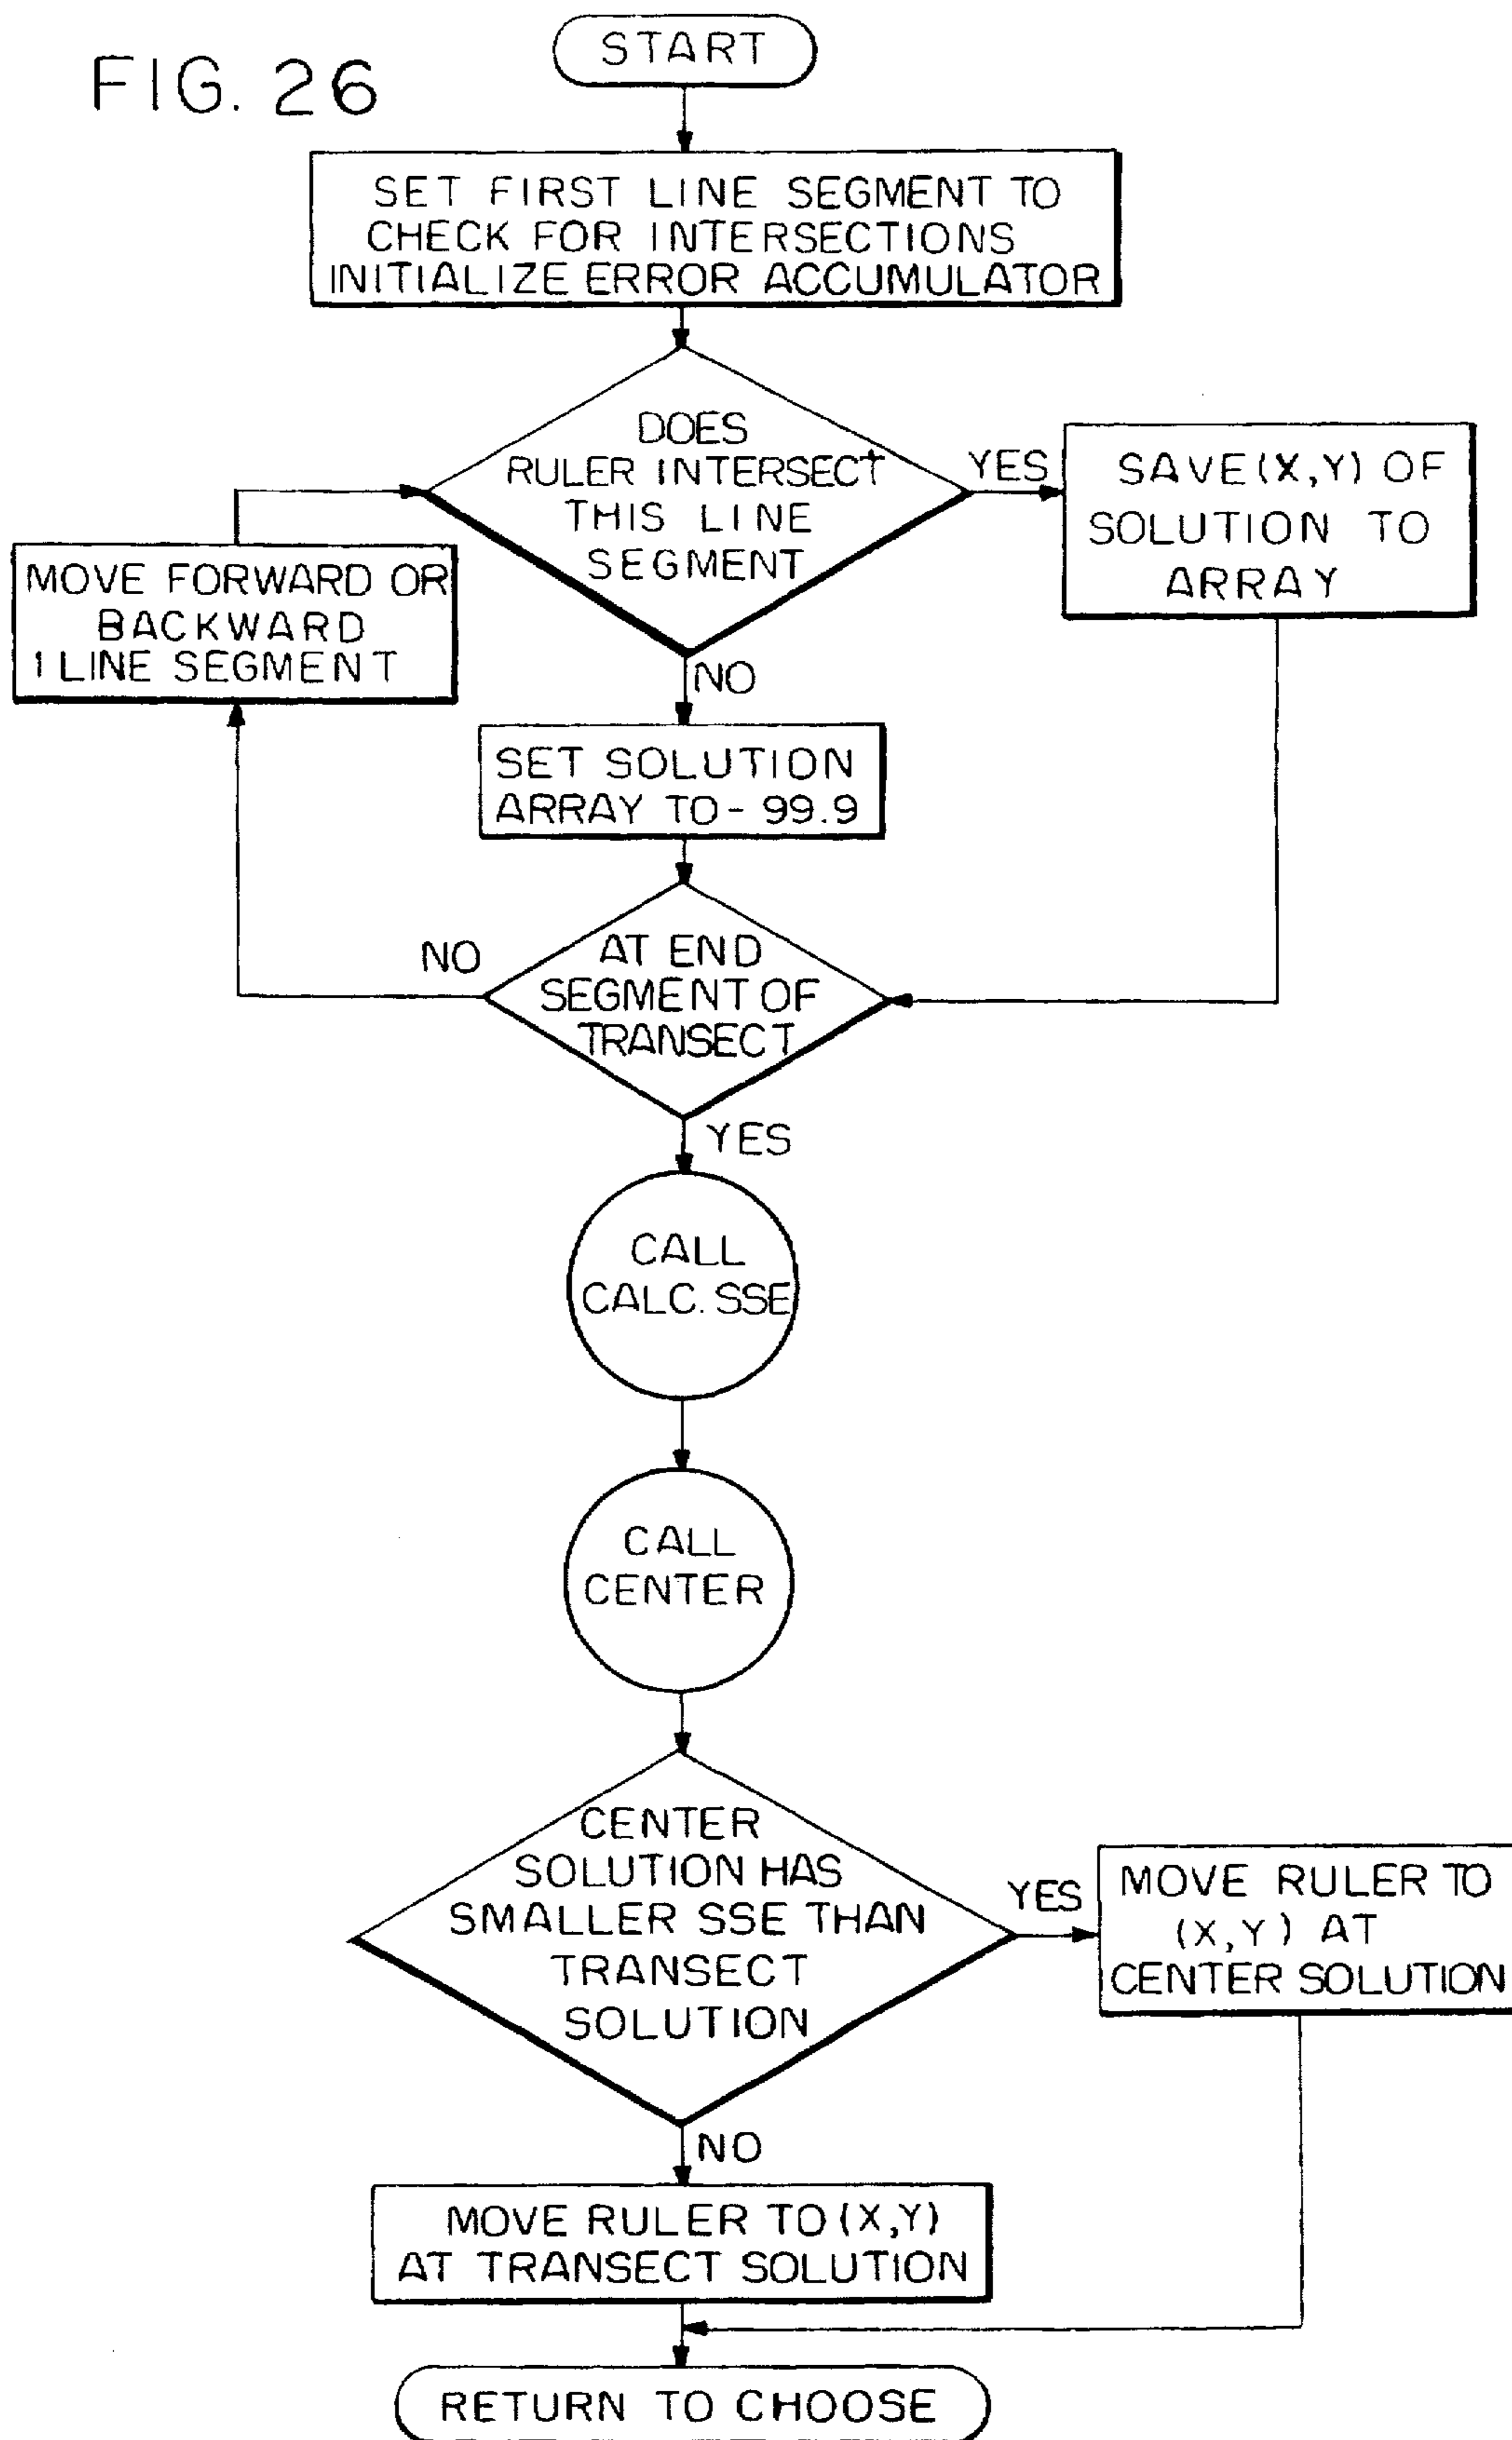 FIG. 26
START
SET FIRST LINE SEGMENT TO
CHECK FOR INTERSECTIONS
INITIALIZE ERROR ACCUMULATOR
DOES
RULER INTERSECT
THIS LINE
SEGMENT
YES
SAVE (X,Y) OF
SOLUTION TO
ARRAY
MOVE FORWARD OR
BACKWARD
1 LINE SEGMENT
NO
SET SOLUTION
ARRAY TO - 99.9
NO
AT END
SEGMENT OF
TRANSECT
YES
CALL
CALC. SSE
CALL
CENTER
CENTER
SOLUTION HAS
SMALLER SSE THAN
TRANSECT
SOLUTION
YES
MOVE RULER TO
(X,Y) AT
CENTER SOLUTION
NO
MOVE RULER TO (X,Y)
AT TRANSECT SOLUTION
RETURN TO CHOOSE